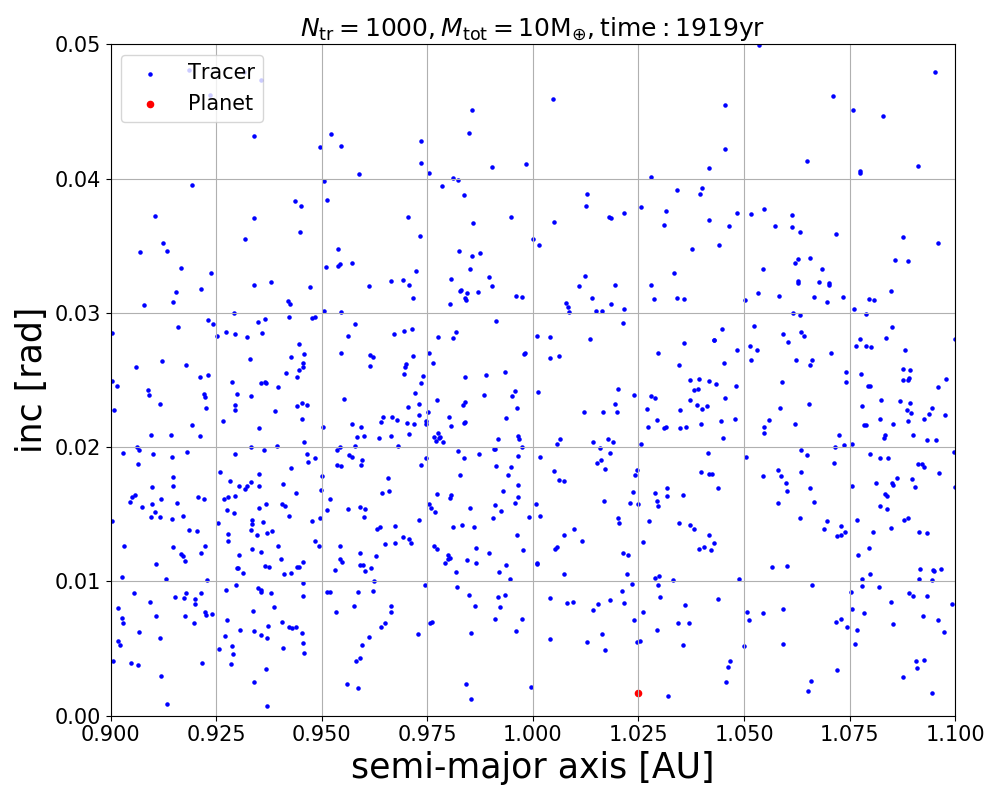 N_tr = 1000, M_tot = 10M_⊕, time : 1919yr
Tracer
Planet
inc [rad]
0.05
0.04
0.03
0.02
0.01
0.00
0.900 0.925 0.950 0.975 1.000 1.025 1.050 1.075 1.100
semi-major axis [AU]